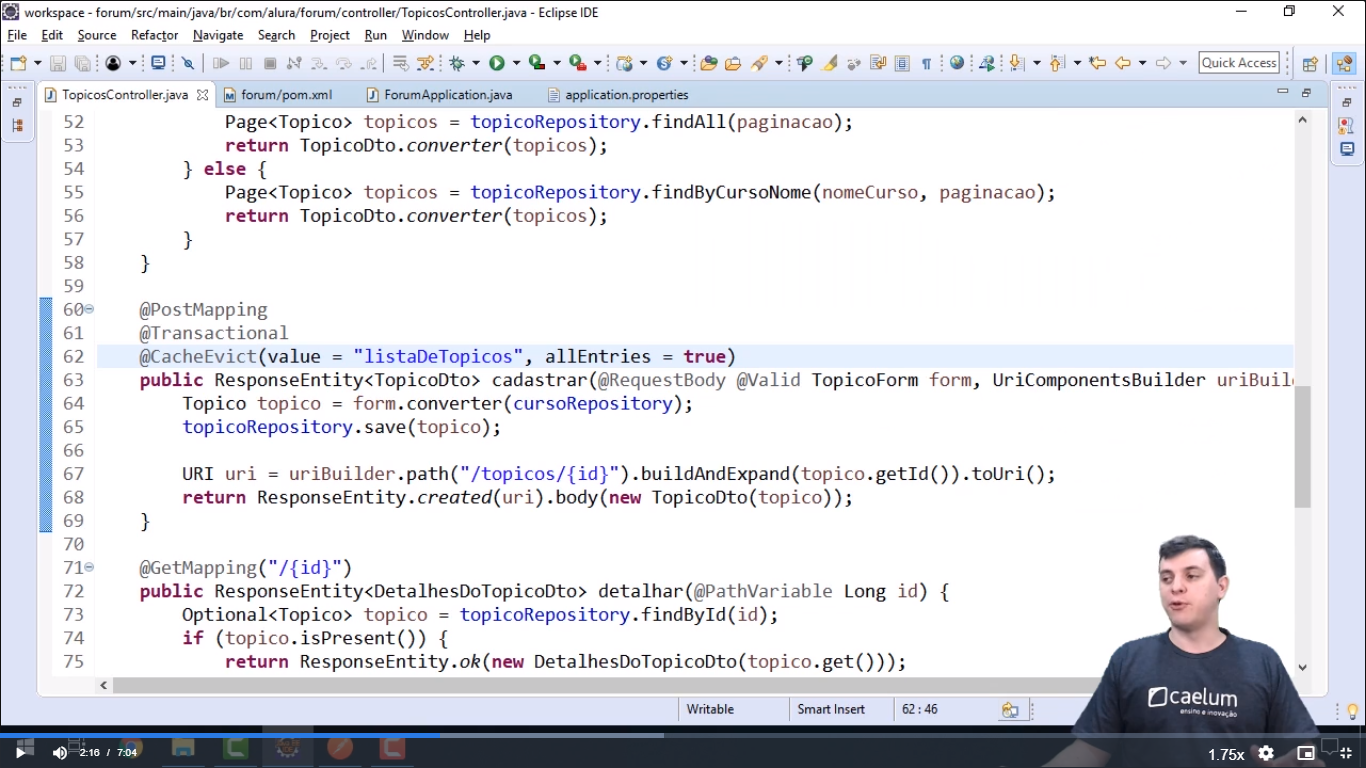 workspace - forum/src/main/java/br/com/alura/forum/controller/TopicosController.java - Eclipse IDE
File Edit Source Refactor Navigate Search Project Run Window Help
Quick Access
TopicosController.java forum/pom.xml ForumApplication.java application.properties
52 Page<Topico> topicos = topicoRepository.findAll(paginacao);
53 return TopicoDto.converter(topicos);
54 } else {
55 Page<Topico> topicos = topicoRepository.findByCursoNome(nomeCurso, paginacao);
56 return TopicoDto.converter(topicos);
57 }
58 }
59
60 @PostMapping
61 @Transactional
62 @CacheEvict(value = "listaDeTopicos", allEntries = true)
63 public ResponseEntity<TopicoDto> cadastrar(@RequestBody @Valid TopicoForm form, UriComponentsBuilder uriBuil
64 Topico topico = form.converter(cursoRepository);
65 topicoRepository.save(topico);
66
67 URI uri = uriBuilder.path("/topicos/{id}").buildAndExpand(topico.getId()).toUri();
68 return ResponseEntity.created(uri).body(new TopicoDto(topico));
69 }
70
71 @GetMapping("/{id}")
72 public ResponseEntity<DetalhesDoTopicoDto> detalhar(@PathVariable Long id) {
73 Optional<Topico> topico = topicoRepository.findById(id);
74 if (topico.isPresent()) {
75 return ResponseEntity.ok(new DetalhesDoTopicoDto(topico.get()));
caelum
ensino e inovação
Writable Smart Insert 62 : 46
2:16 / 7:04 1.75x